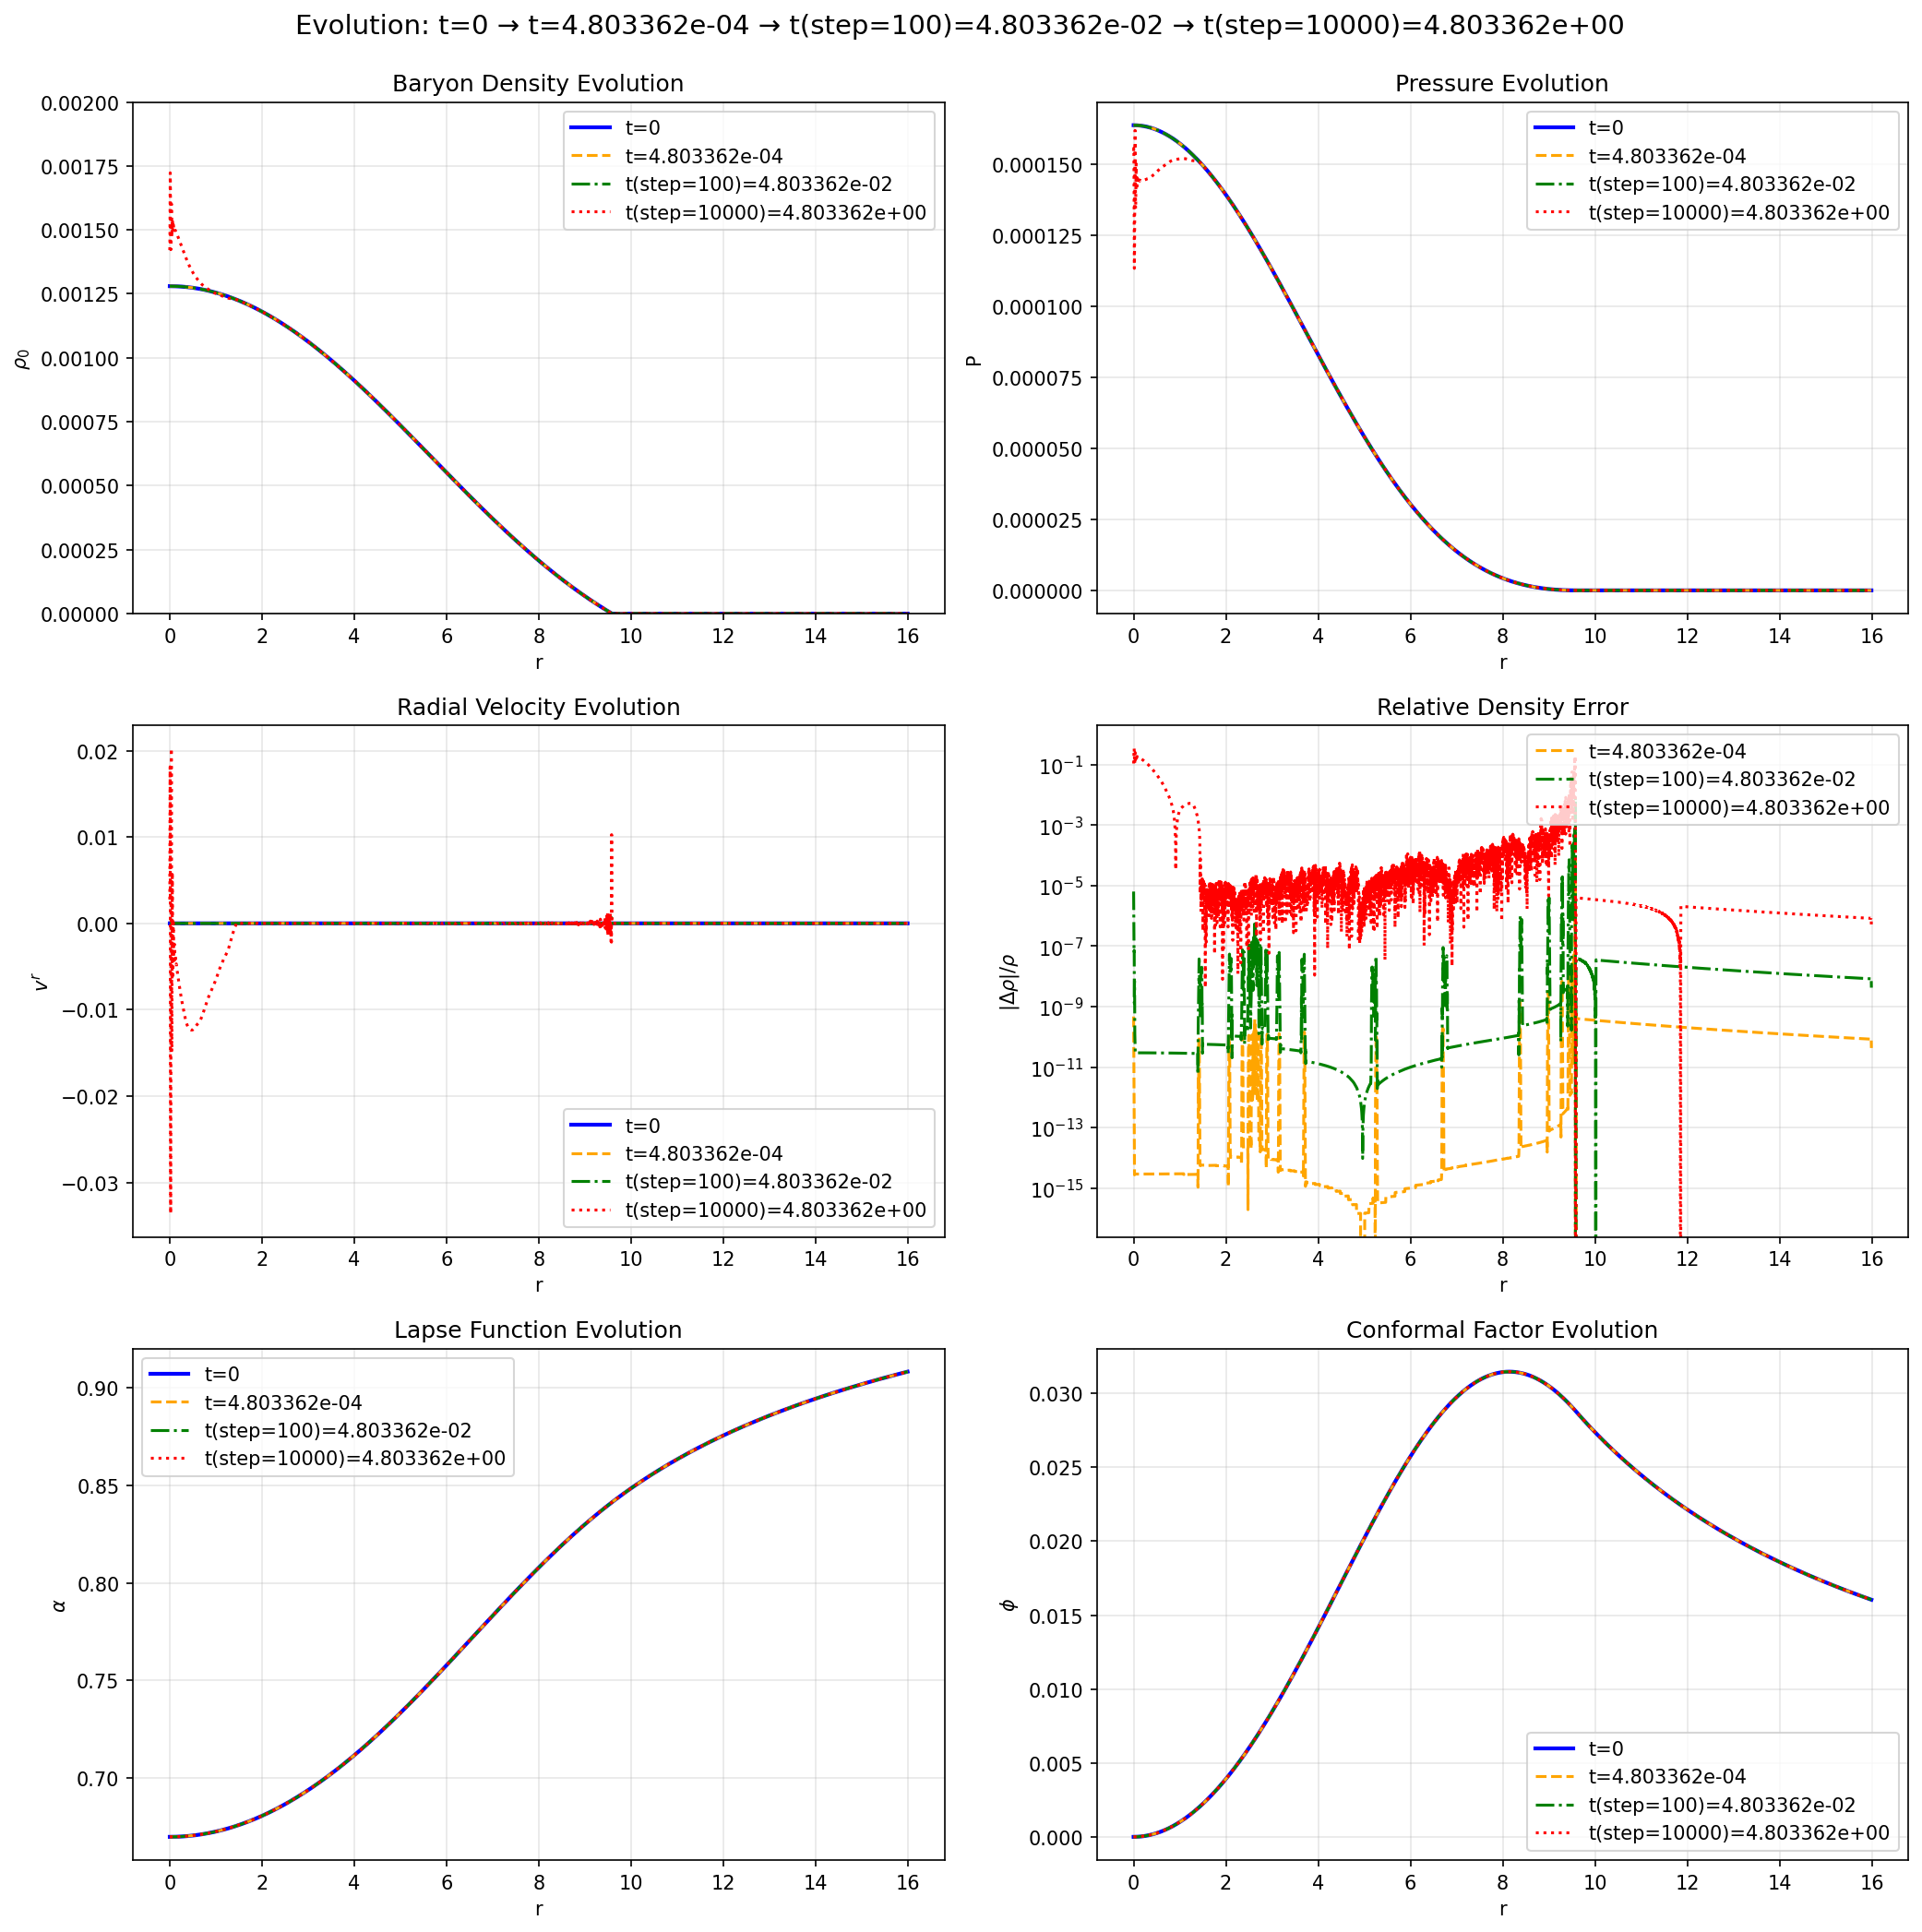 Evolution: t=0 → t=4.803362e-04 → t(step=100)=4.803362e-02 → t(step=10000)=4.803362e+00
Baryon Density Evolution
0.00200
0.00175
0.00150
0.00125
0.00100
0.00075
0.00050
0.00025
0.00000
ρ₀
t=0
t=4.803362e-04
t(step=100)=4.803362e-02
t(step=10000)=4.803362e+00
0 2 4 6 8 10 12 14 16
r
Pressure Evolution
0.000150
0.000125
0.000100
0.000075
0.000050
0.000025
0.000000
P
t=0
t=4.803362e-04
t(step=100)=4.803362e-02
t(step=10000)=4.803362e+00
0 2 4 6 8 10 12 14 16
r
Radial Velocity Evolution
0.02
0.01
0.00
−0.01
−0.02
−0.03
vʳ
t=0
t=4.803362e-04
t(step=100)=4.803362e-02
t(step=10000)=4.803362e+00
0 2 4 6 8 10 12 14 16
r
Relative Density Error
10⁻¹
10⁻³
10⁻⁵
10⁻⁷
10⁻⁹
10⁻¹¹
10⁻¹³
10⁻¹⁵
|Δρ|/ρ
t=4.803362e-04
t(step=100)=4.803362e-02
t(step=10000)=4.803362e+00
0 2 4 6 8 10 12 14 16
r
Lapse Function Evolution
0.90
0.85
0.80
0.75
0.70
α
t=0
t=4.803362e-04
t(step=100)=4.803362e-02
t(step=10000)=4.803362e+00
0 2 4 6 8 10 12 14 16
r
Conformal Factor Evolution
0.030
0.025
0.020
0.015
0.010
0.005
0.000
ϕ
t=0
t=4.803362e-04
t(step=100)=4.803362e-02
t(step=10000)=4.803362e+00
0 2 4 6 8 10 12 14 16
r